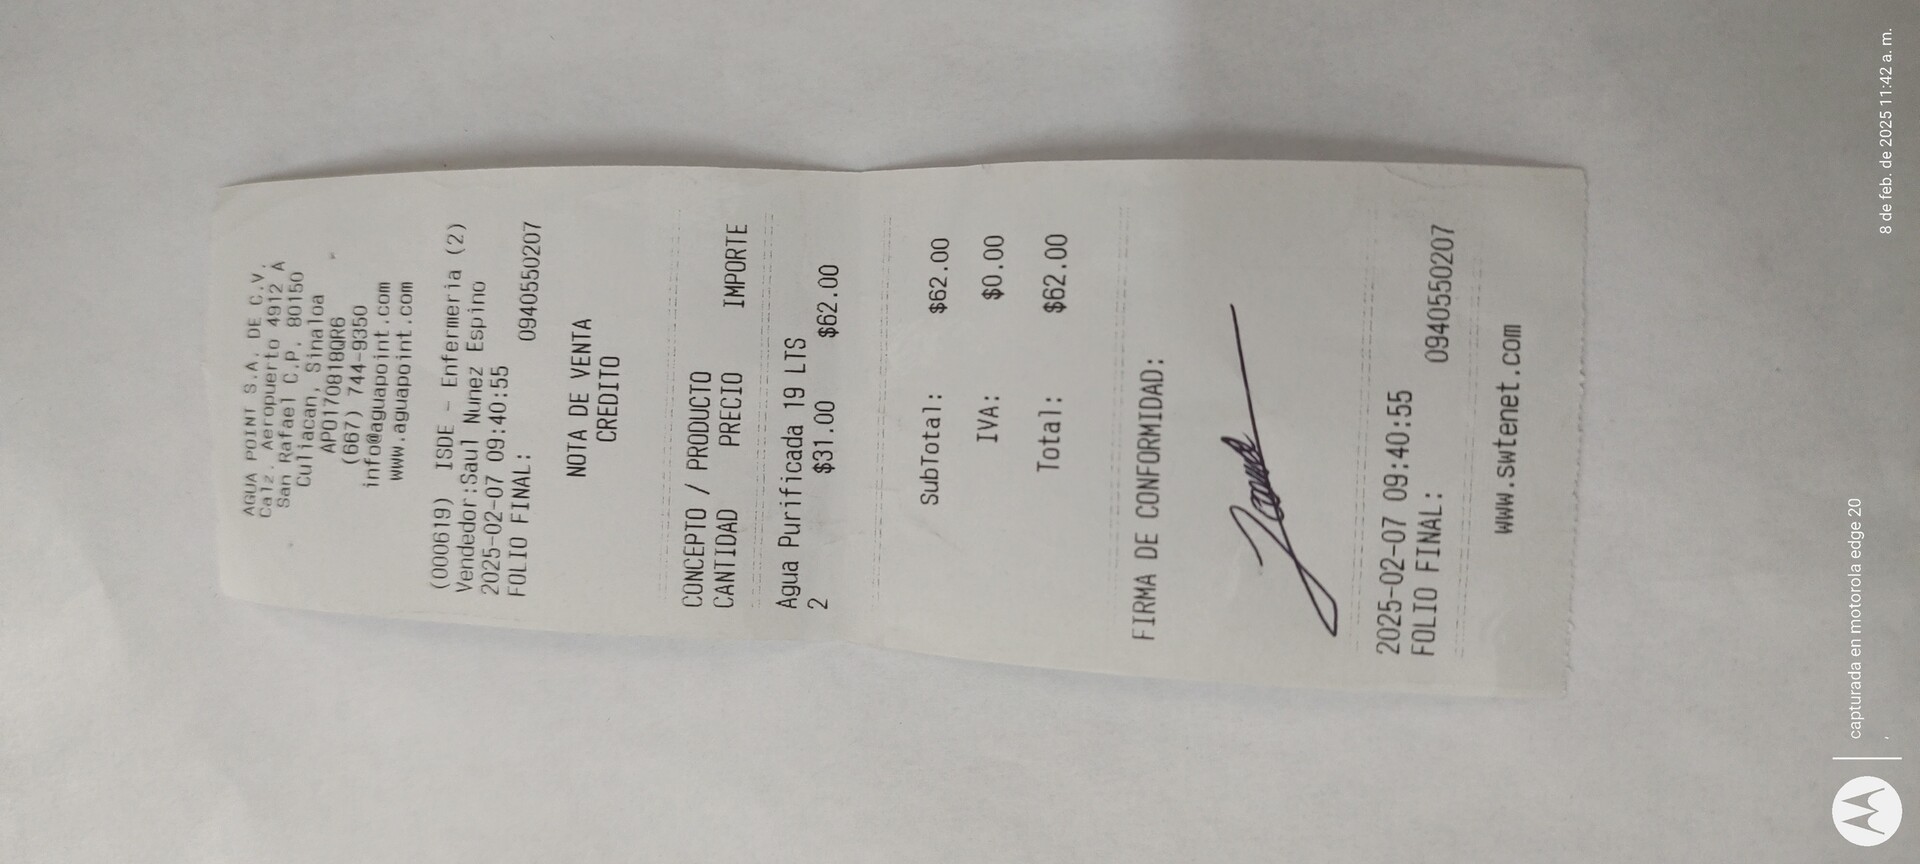 AGUA POINT S.A. DE C.V.
Calz. Aeropuerto 4912 A
San Rafael C.P. 80150
Culiacan, Sinaloa
APO170818QR6
(667) 744-9350
info@aguapoint.com
www.aguapoint.com
(000619) ISDE - Enfermeria (2)
Vendedor:Saul Nunez Espino
2025-02-07 09:40:55
FOLIO FINAL: 0940550207
NOTA DE VENTA
CREDITO
CONCEPTO / PRODUCTO
CANTIDAD PRECIO IMPORTE
Agua Purificada 19 LTS
2 $31.00 $62.00
SubTotal: $62.00
IVA: $0.00
Total: $62.00
FIRMA DE CONFORMIDAD:
2025-02-07 09:40:55
FOLIO FINAL: 0940550207
www.swtenet.com
capturada en motorola edge 20
8 de feb. de 2025 11:42 a. m.